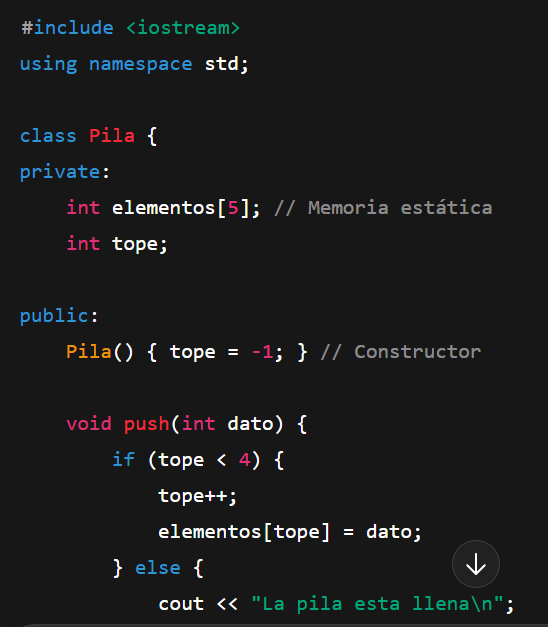 #include <iostream>
using namespace std;

class Pila {
private:
    int elementos[5]; // Memoria estática
    int tope;

public:
    Pila() { tope = -1; } // Constructor

    void push(int dato) {
        if (tope < 4) {
            tope++;
            elementos[tope] = dato;
        } else {
            cout << "La pila esta llena\n";